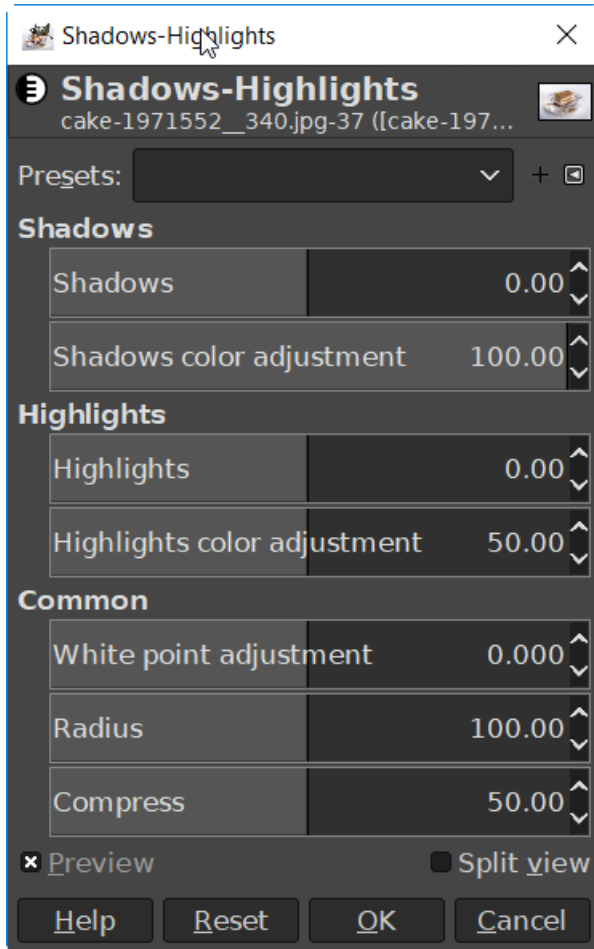 Shadows-Highlights
Shadows-Highlights
cake-1971552__340.jpg-37 ([cake-197...
Presets:
Shadows
Shadows 0.00
Shadows color adjustment 100.00
Highlights
Highlights 0.00
Highlights color adjustment 50.00
Common
White point adjustment 0.000
Radius 100.00
Compress 50.00
Preview Split view
Help Reset OK Cancel